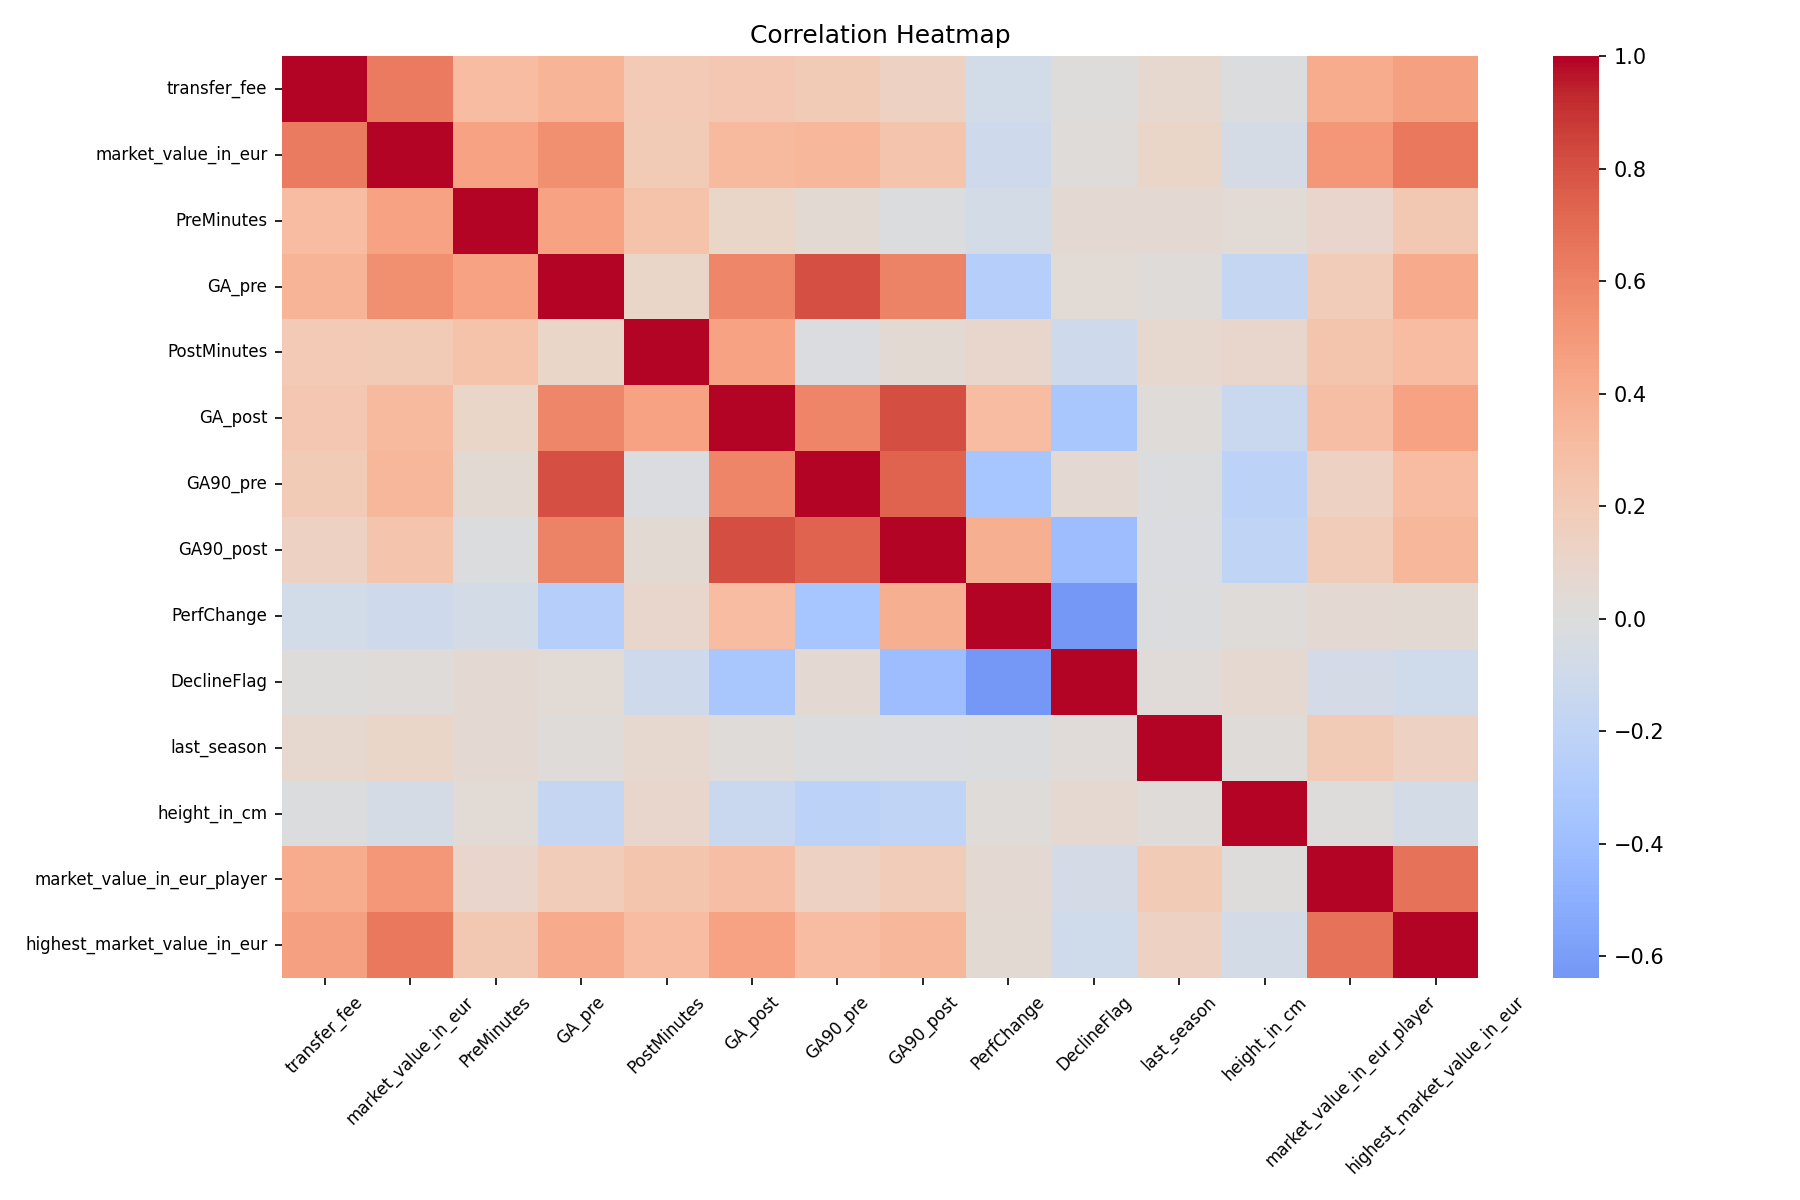 Correlation Heatmap
transfer_fee
market_value_in_eur
PreMinutes
GA_pre
PostMinutes
GA_post
GA90_pre
GA90_post
PerfChange
DeclineFlag
last_season
height_in_cm
market_value_in_eur_player
highest_market_value_in_eur
transfer_fee
market_value_in_eur
PreMinutes
GA_pre
PostMinutes
GA_post
GA90_pre
GA90_post
PerfChange
DeclineFlag
last_season
height_in_cm
market_value_in_eur_player
highest_market_value_in_eur
1.0
0.8
0.6
0.4
0.2
0.0
−0.2
−0.4
−0.6